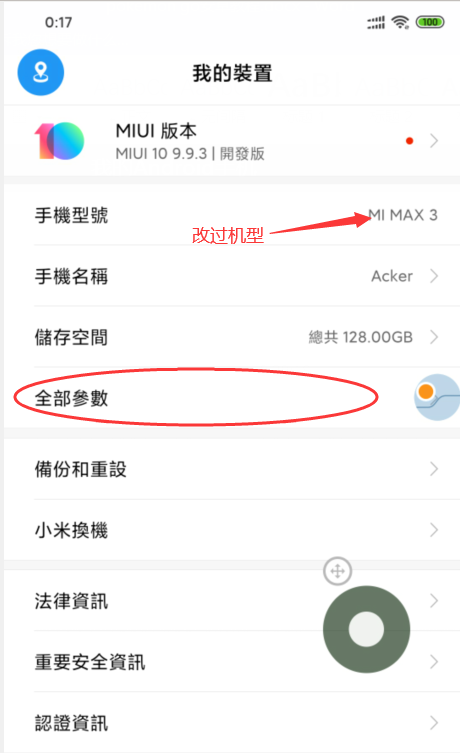 0:17
100
我的裝置
10
MIUI 版本
MIUI 10 9.9.3 | 開發版
手機型號
MI MAX 3
改过机型
手機名稱
Acker
儲存空間
總共 128.00GB
全部參數
備份和重設
小米換機
法律資訊
重要安全資訊
認證資訊